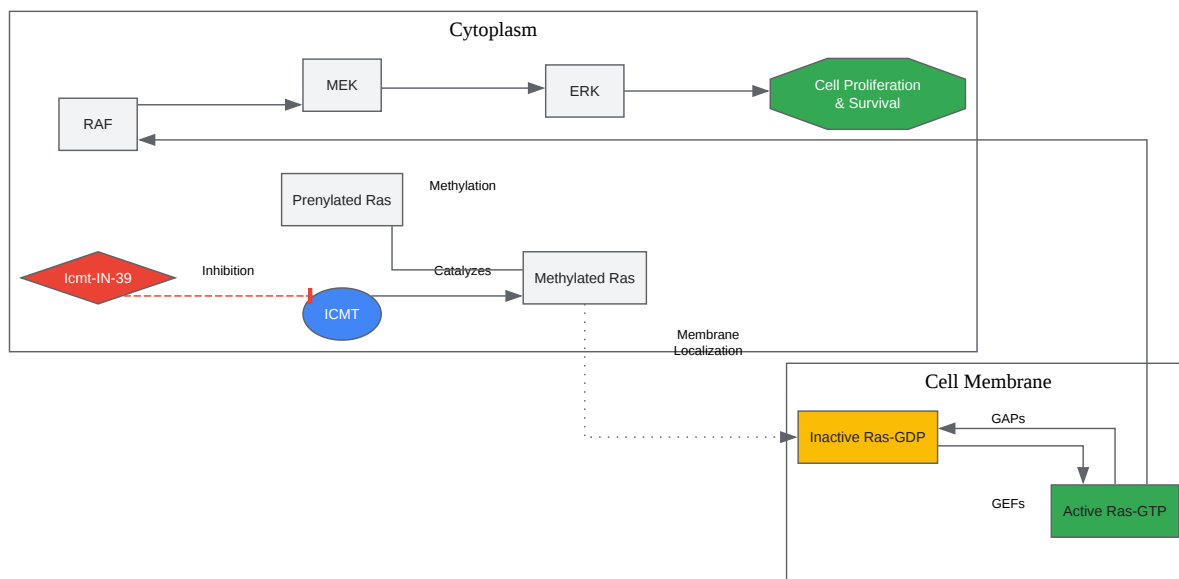 Cytoplasm
MEK
ERK
Cell Proliferation
& Survival
RAF
Prenylated Ras
Methylation
Icmt-IN-39
Inhibition
Catalyzes
Methylated Ras
ICMT
Membrane
Localization
Cell Membrane
Inactive Ras-GDP
GAPs
GEFs
Active Ras-GTP